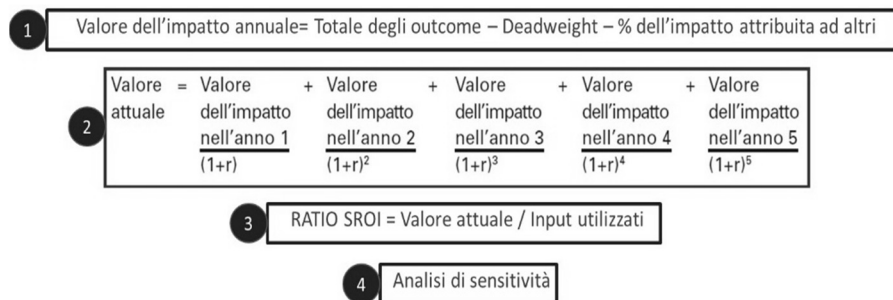 1 Valore dell'impatto annuale= Totale degli outcome – Deadweight – % dell'impatto attribuita ad altri
Valore = Valore + Valore + Valore + Valore + Valore
attuale dell'impatto dell'impatto dell'impatto dell'impatto dell'impatto
2 nell'anno 1 nell'anno 2 nell'anno 3 nell'anno 4 nell'anno 5
(1+r) (1+r)² (1+r)³ (1+r)⁴ (1+r)⁵
3 RATIO SROI = Valore attuale / Input utilizzati
4 Analisi di sensitività